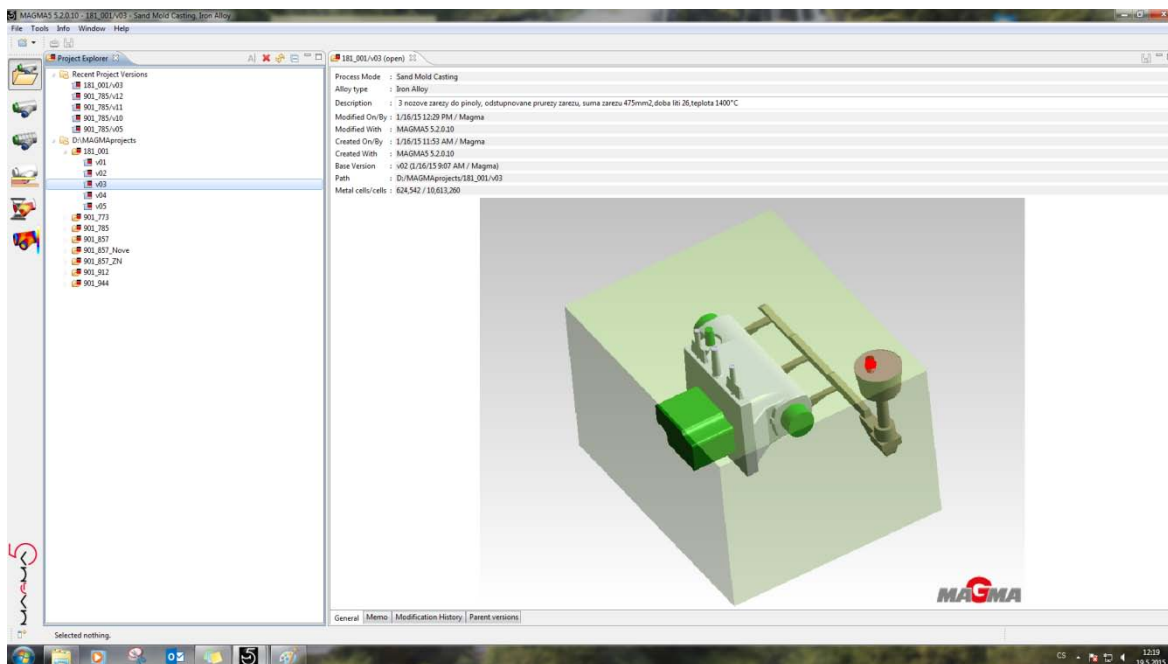 MAGMA5 5.2.0.10 - 181_001/v03 - Sand Mold Casting, Iron Alloy
File Tools Info Window Help
Project Explorer
Recent Project Versions
181_001/v03
901_785/v12
901_785/v11
901_785/v10
901_785/v05
D:\MAGMAprojects
181_001
v01
v02
v03
v04
v05
901_773
901_785
901_857
901_857_Nove
901_857_ZN
901_912
901_944
181_001/v03 (open)
Process Mode : Sand Mold Casting
Alloy type : Iron Alloy
Description : 3 nozove zarezy do pinoly, odstupnovane prurezy zarezu, suma zarezu 475mm2,doba liti 26,teplota 1400°C
Modified On/By : 1/16/15 12:29 PM / Magma
Modified With : MAGMA5 5.2.0.10
Created On/By : 1/16/15 11:53 AM / Magma
Created With : MAGMA5 5.2.0.10
Base Version : v02 (1/16/15 9:07 AM / Magma)
Path : D:/MAGMAprojects/181_001/v03
Metal cells/cells : 624,542 / 10,613,260
MAGMA
General Memo Modification History Parent versions
MAGMA5
Selected nothing.
CS
12:19
19.5.2015